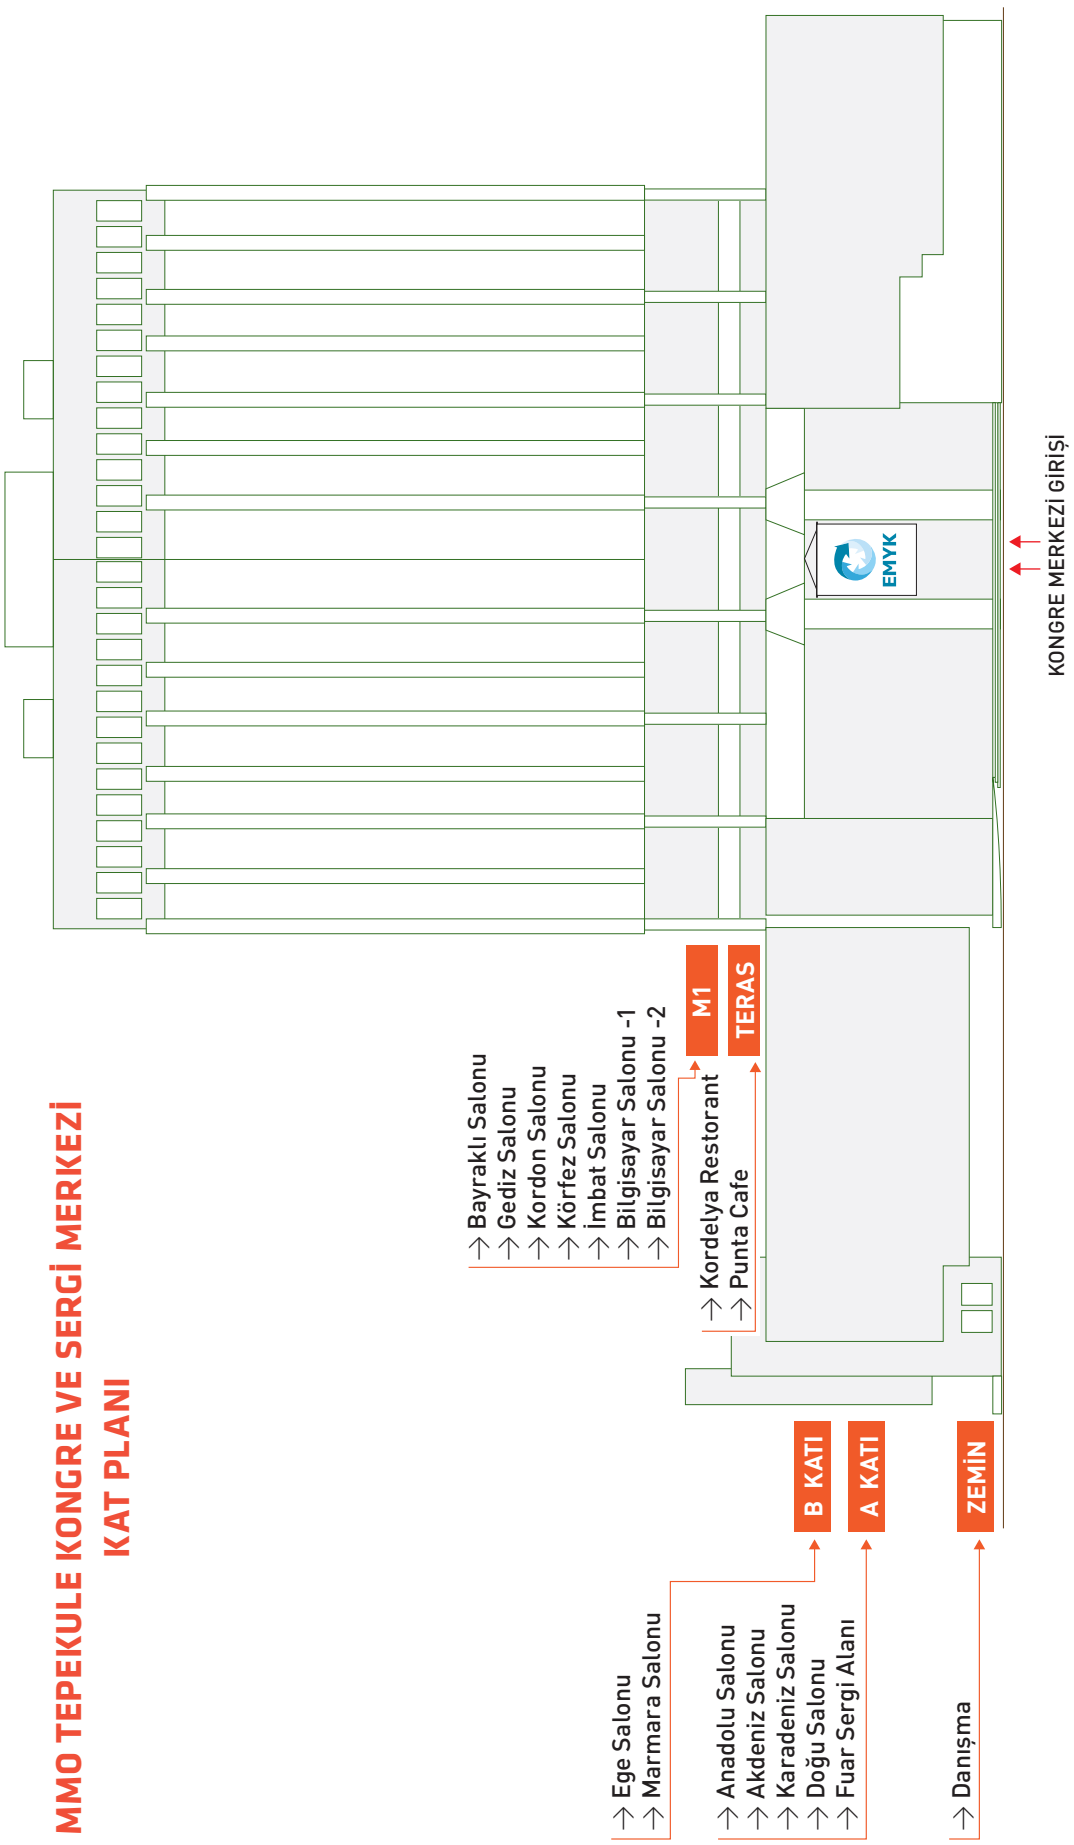 MMO TEPEKULE KONGRE VE SERGİ MERKEZİ
KAT PLANI
Bayraklı Salonu
Gediz Salonu
Kordon Salonu
Körfez Salonu
İmbat Salonu
Bilgisayar Salonu -1
Bilgisayar Salonu -2
M1
Kordelya Restorant
Punta Cafe
TERAS
Ege Salonu
Marmara Salonu
B KATI
Anadolu Salonu
Akdeniz Salonu
Karadeniz Salonu
Doğu Salonu
Fuar Sergi Alanı
A KATI
Danışma
ZEMİN
EMYK
KONGRE MERKEZİ GİRİŞİ